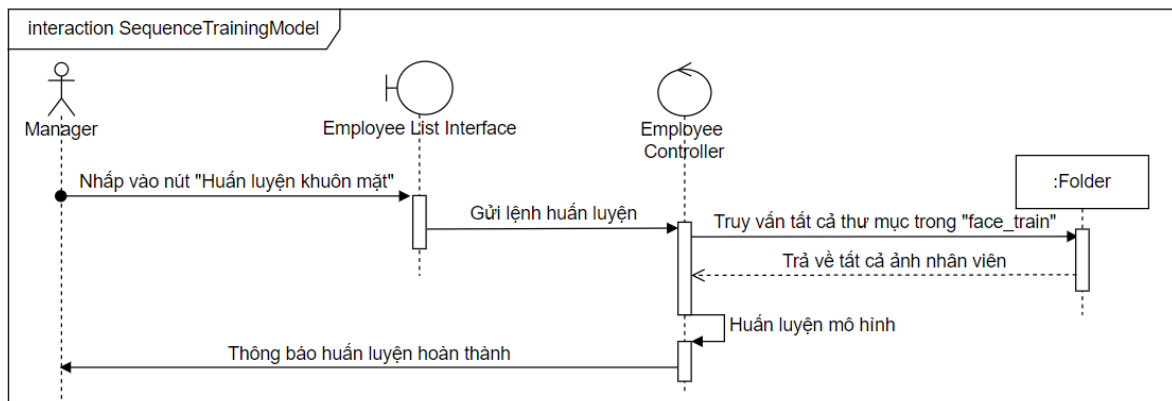 interaction SequenceTrainingModel
Manager
Employee List Interface
Employee
Controller
:Folder
Nhấp vào nút "Huấn luyện khuôn mặt"
Gửi lệnh huấn luyện
Truy vấn tất cả thư mục trong "face_train"
Trả về tất cả ảnh nhân viên
Huấn luyện mô hình
Thông báo huấn luyện hoàn thành